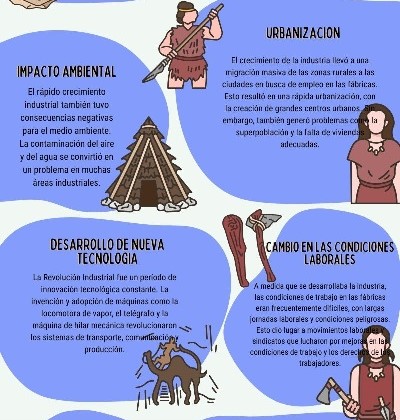 URBANIZACIÓN
El crecimiento de la industria llevó a una
migración masiva de las zonas rurales a las
ciudades en busca de empleo en las fábricas.
Esto resultó en una rápida urbanización, con
la creación de grandes centros urbanos. Sin
embargo, también generó problemas como la
superpoblación y la falta de viviendas
adecuadas.
IMPACTO AMBIENTAL
El rápido crecimiento
industrial también tuvo
consecuencias negativas
para el medio ambiente.
La contaminación del aire
y del agua se convirtió en
un problema en muchas
áreas industriales.
DESARROLLO DE NUEVA
TECNOLOGIA
La Revolución Industrial fue un período de
innovación tecnológica constante. La
invención y adopción de máquinas como la
locomotora de vapor, el telégrafo y la
máquina de hilar mecánica revolucionaron
los sistemas de transporte, comunicación y
producción.
CAMBIO EN LAS CONDICIONES
LABORALES
A medida que se desarrollaba la industria,
las condiciones de trabajo en las fábricas
eran frecuentemente difíciles, con largas
jornadas laborales y condiciones peligrosas.
Esto dio lugar a movimientos laborales y
sindicatos que lucharon por mejoras en las
condiciones de trabajo y los derechos de los
trabajadores.